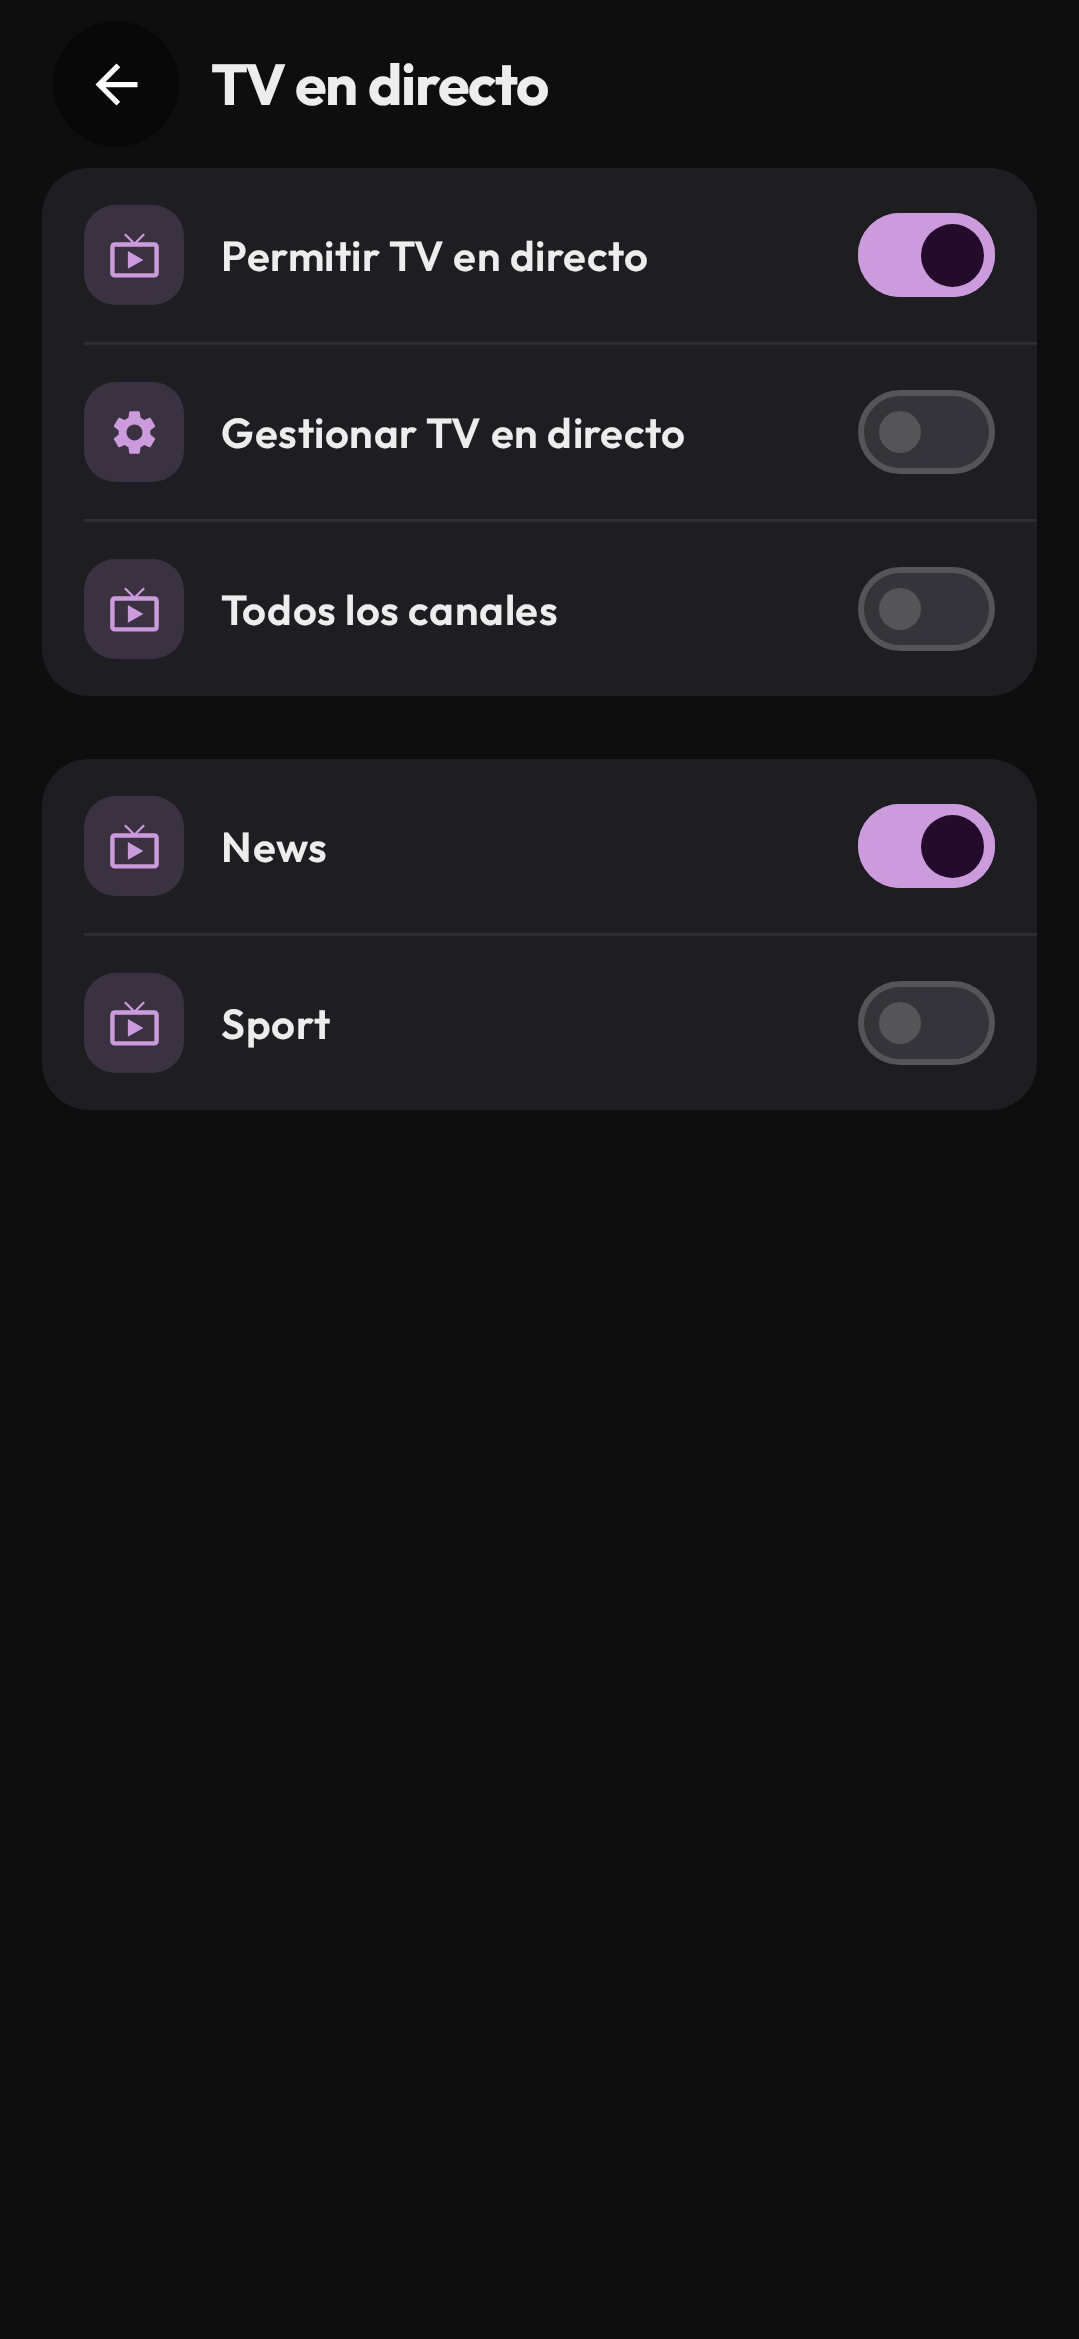 TV en directo
Permitir TV en directo
Gestionar TV en directo
Todos los canales
News
Sport